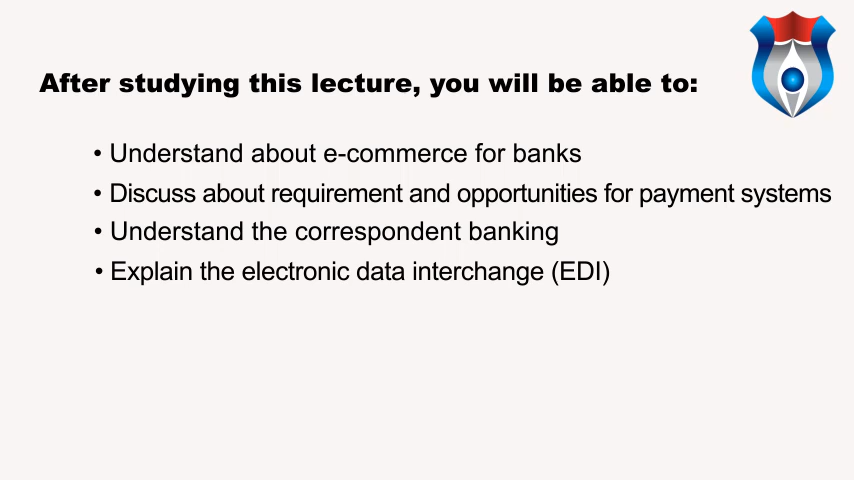 After studying this lecture, you will be able to:
• Understand about e-commerce for banks
• Discuss about requirement and opportunities for payment systems
• Understand the correspondent banking
• Explain the electronic data interchange (EDI)